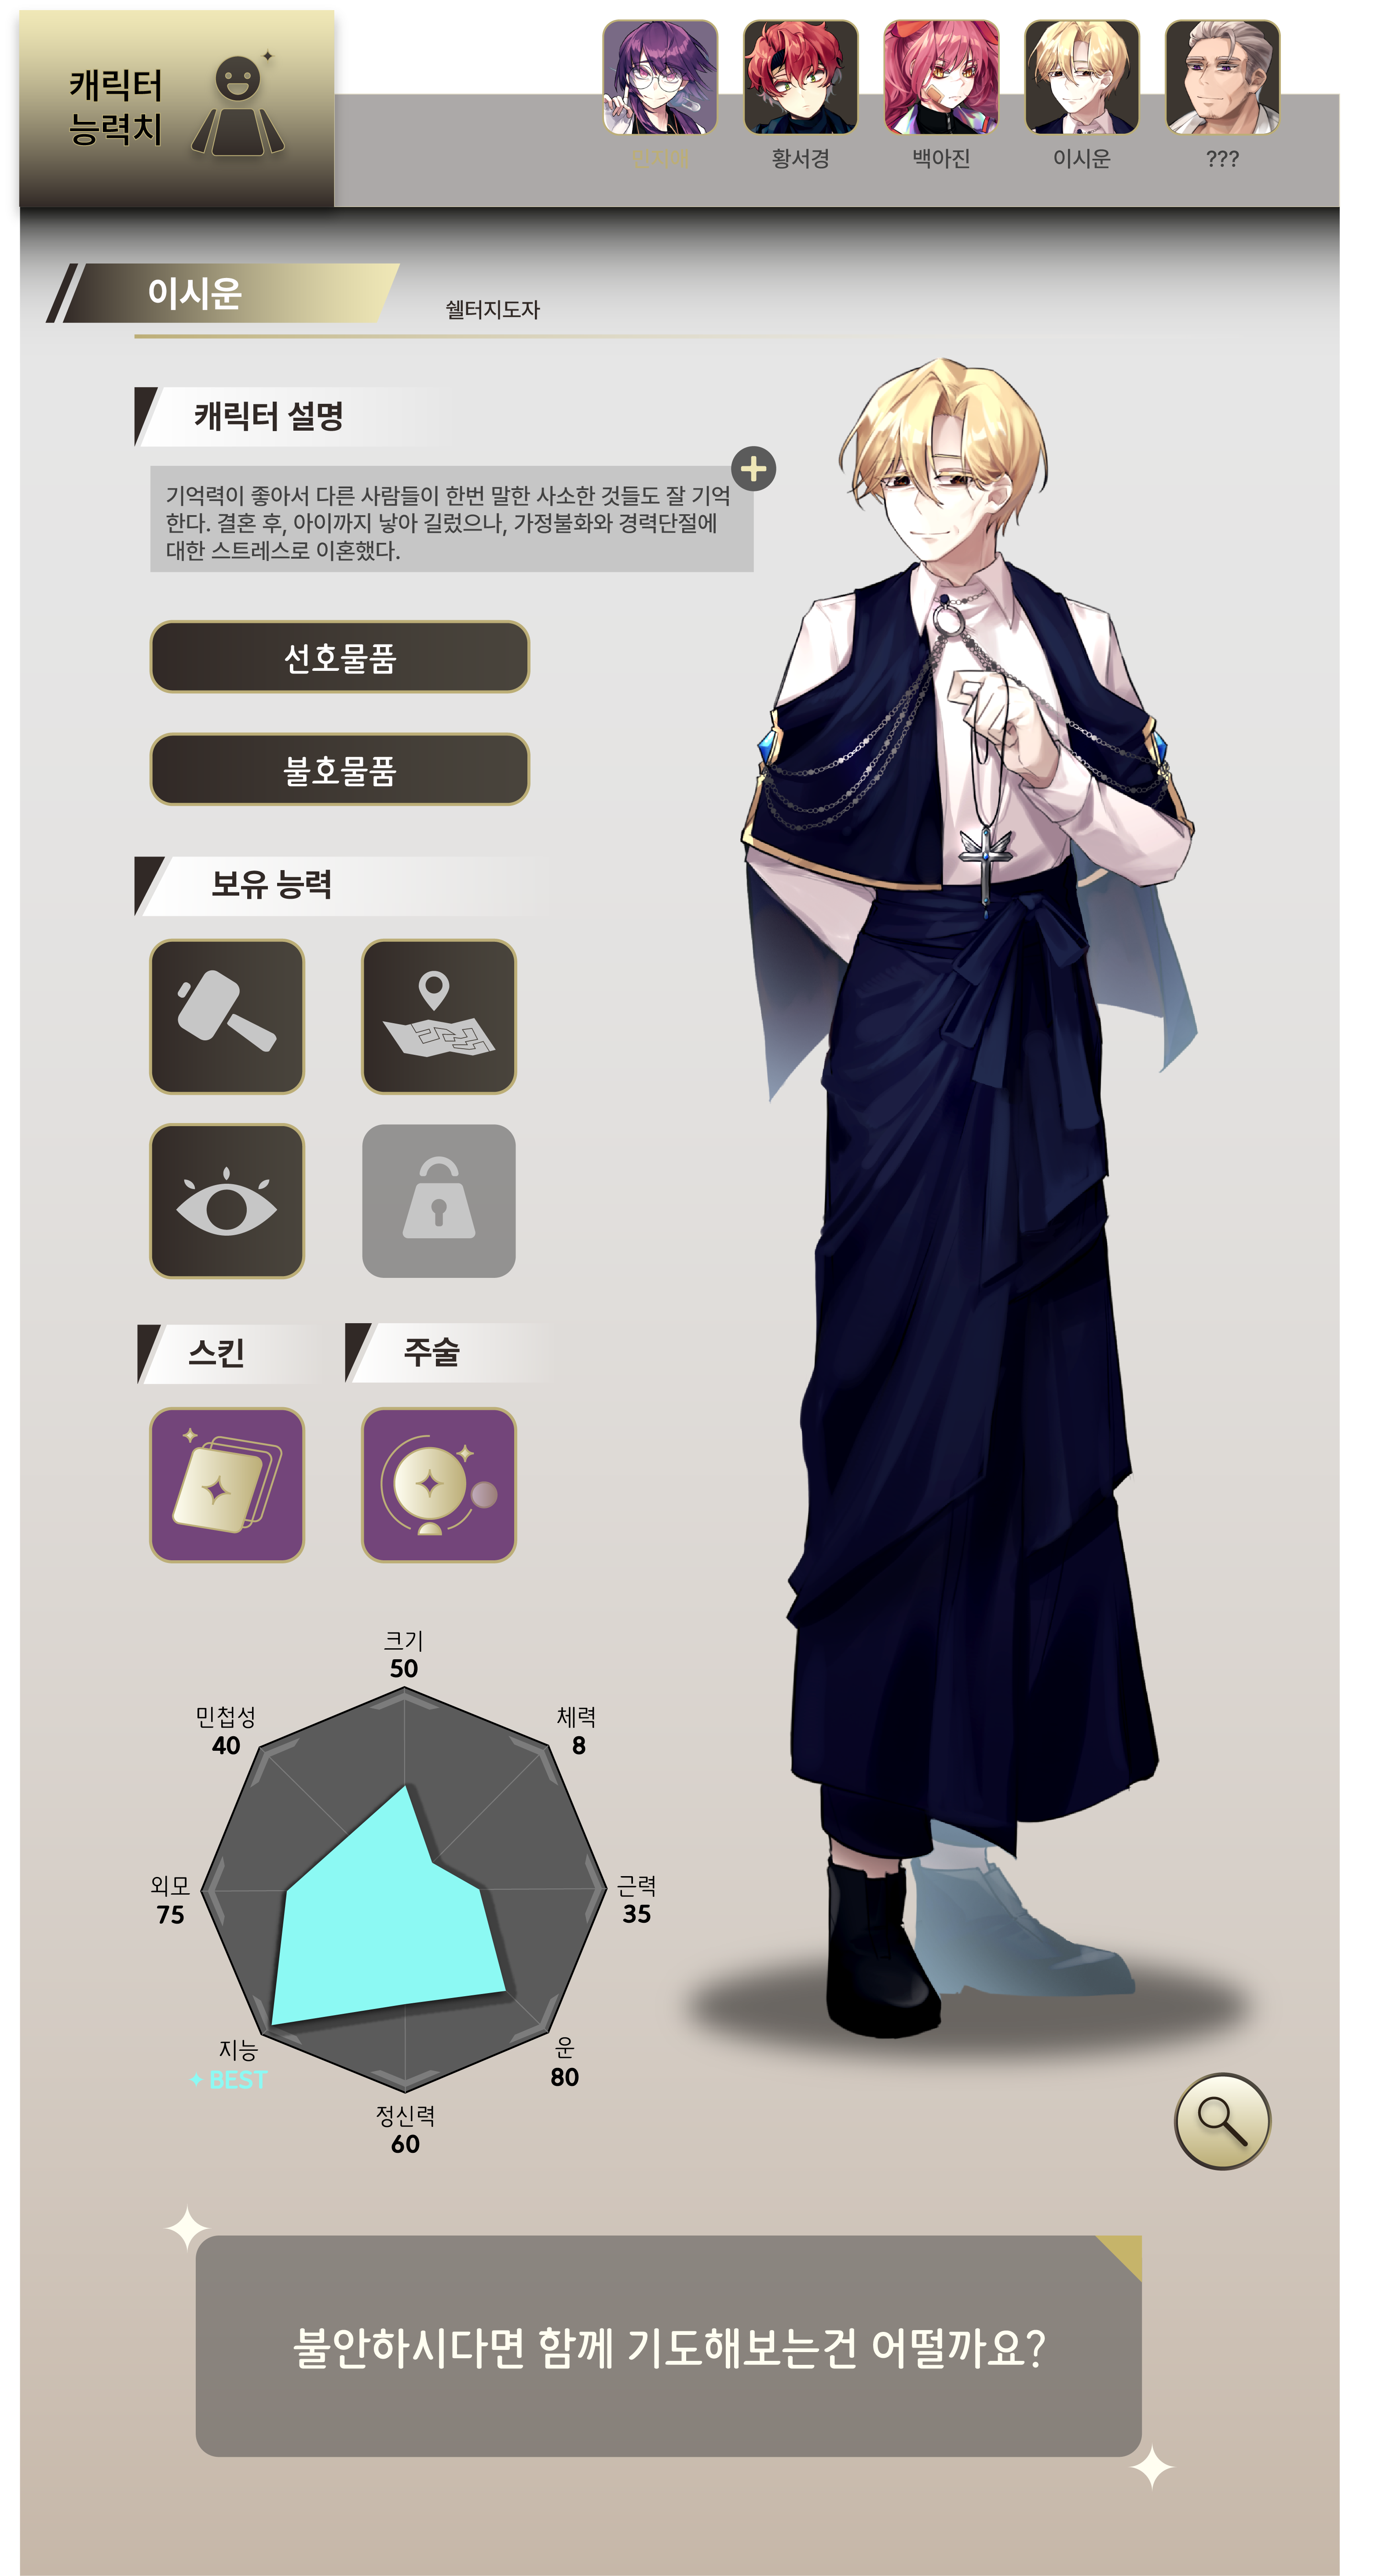 캐릭터
능력치
황서경
백아진
이시운
???
이시운
쉘터지도자
캐릭터 설명
기억력이 좋아서 다른 사람들이 한번 말한 사소한 것들도 잘 기억
한다. 결혼 후, 아이까지 낳아 길렀으나, 가정불화와 경력단절에
대한 스트레스로 이혼했다.
선호물품
불호물품
보유 능력
스킨
주술
크기
50
민첩성
40
체력
8
외모
75
근력
35
지능
BEST
운
80
정신력
60
불안하시다면 함께 기도해보는건 어떨까요?